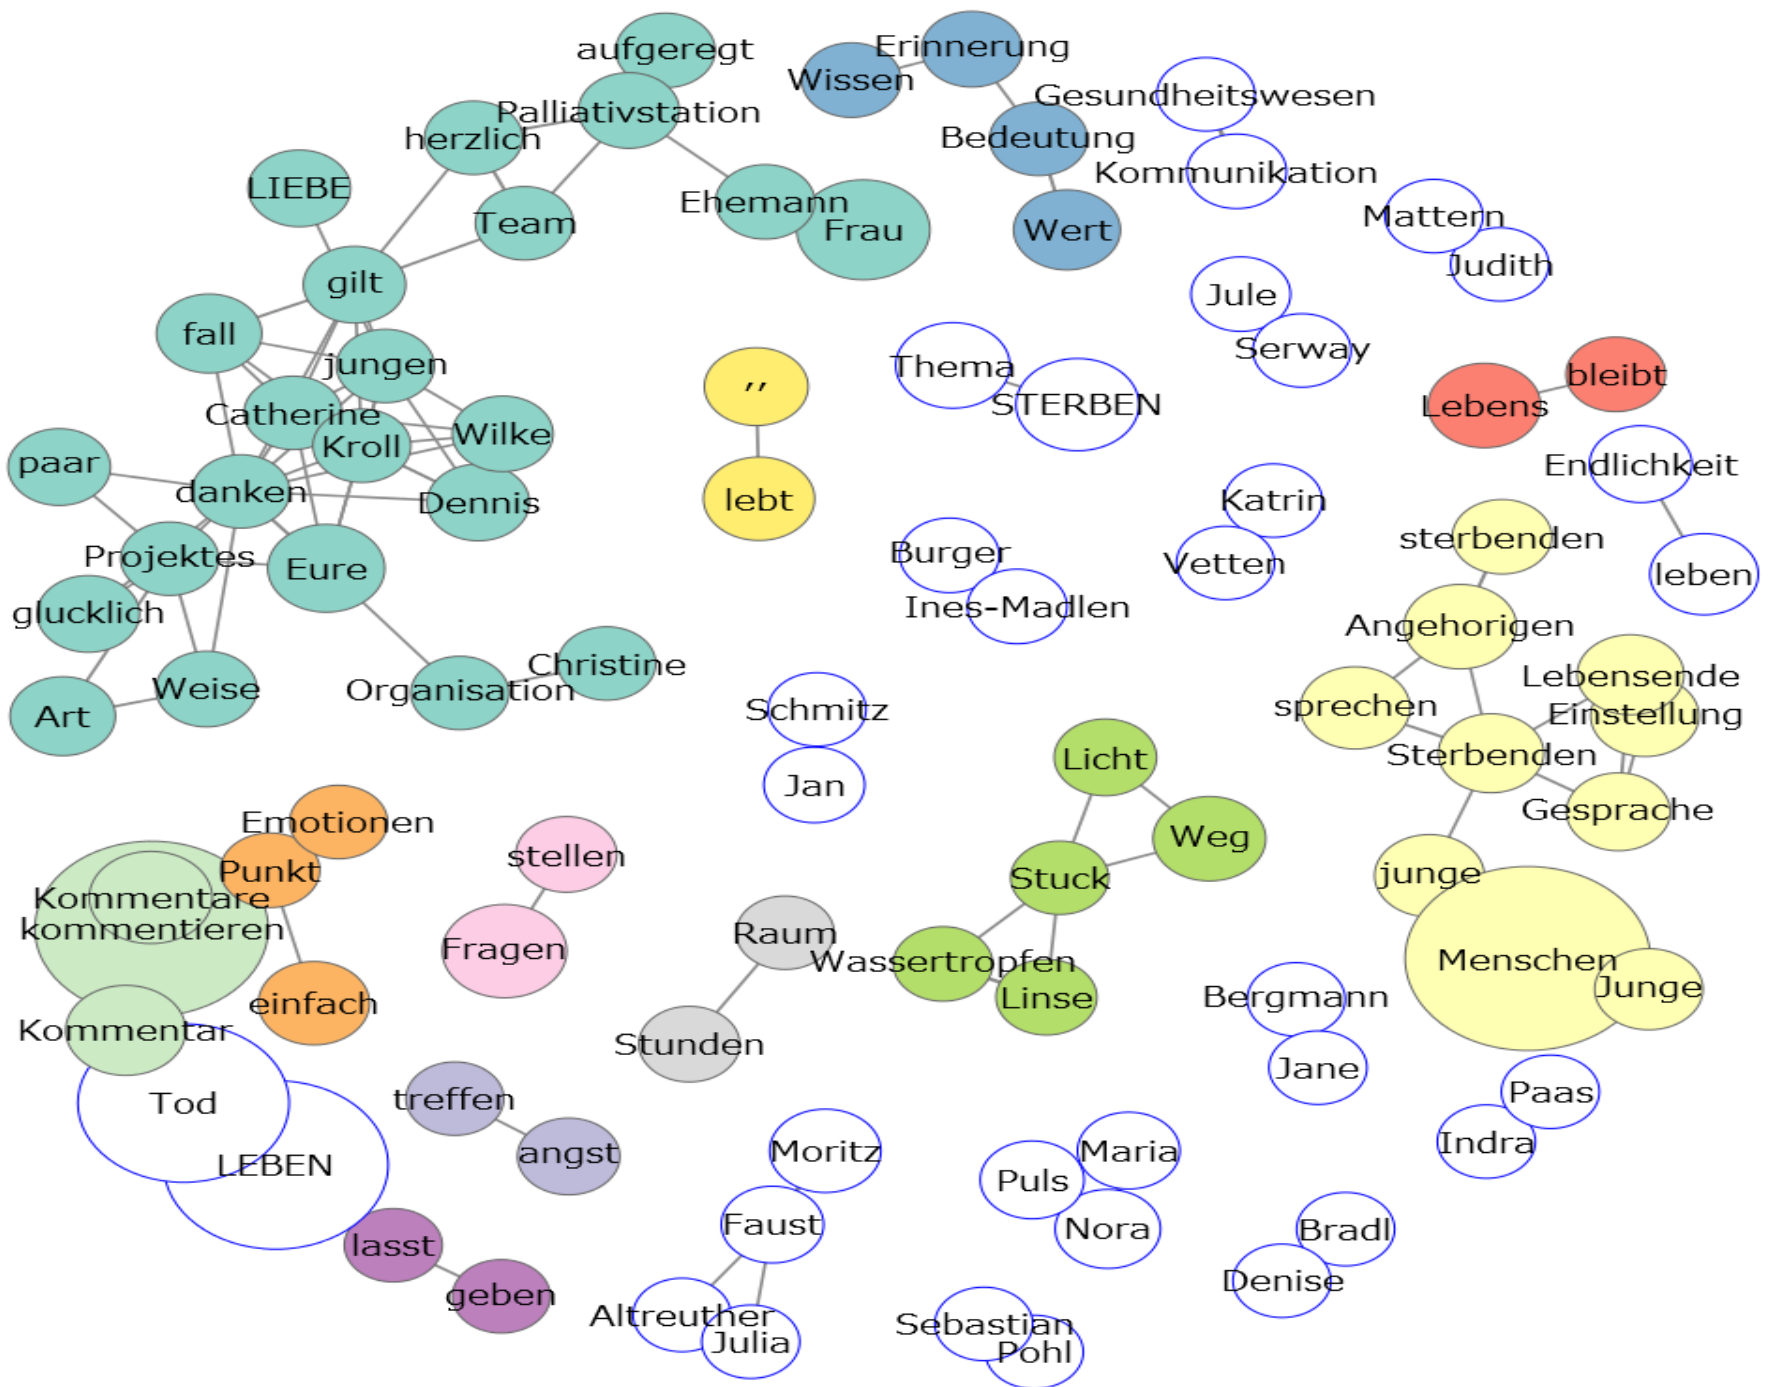 aufgeregt
Erinnerung
Wissen
Palliativstation
herzlich
Gesundheitswesen
Bedeutung
Kommunikation
LIEBE
Ehemann
Team
Frau
Wert
Mattern
Judith
gilt
Jule
fall
Serway
jungen
Thema
bleibt
,,
STERBEN
Lebens
Catherine
Kroll
Wilke
paar
Endlichkeit
danken
Dennis
lebt
Katrin
sterbenden
Projektes
Eure
Burger
Vetten
leben
glucklich
Ines-Madlen
Angehorigen
Christine
Organisation
Weise
Art
Schmitz
sprechen
Lebensende
Einstellung
Sterbenden
Licht
Jan
Gesprache
Emotionen
Weg
Punkt
stellen
Stuck
junge
Kommentare
kommentieren
Fragen
Raum
Wassertropfen
Menschen
Linse
Junge
einfach
Bergmann
Kommentar
Stunden
Jane
Tod
treffen
Paas
angst
Moritz
Maria
Indra
LEBEN
Puls
Faust
Nora
Bradl
lasst
Denise
geben
Altreuther
Julia
Sebastian
Pohl